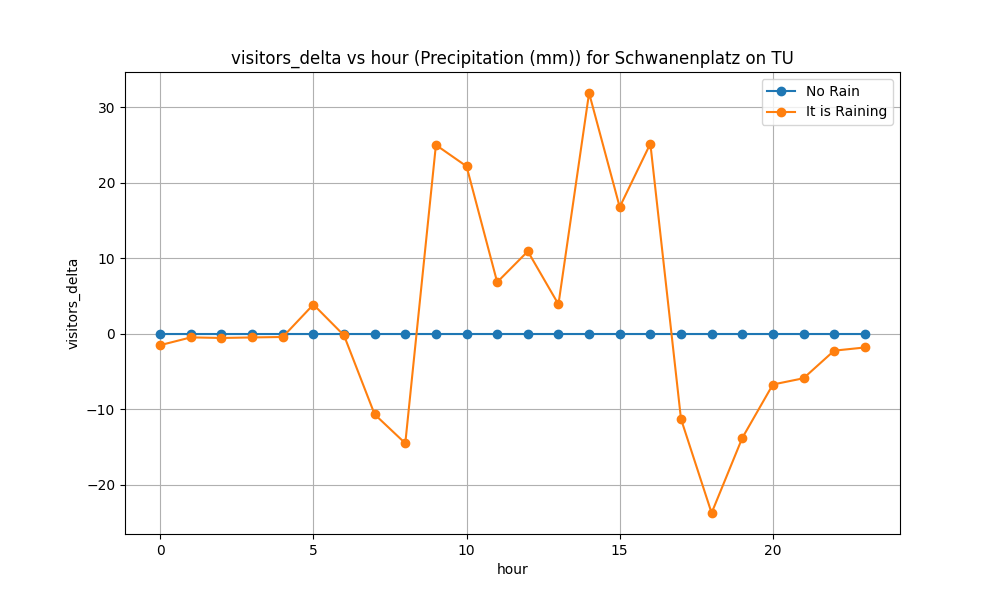 visitors_delta vs hour (Precipitation (mm)) for Schwanenplatz on TU
No Rain
It is Raining
30
20
10
0
−10
−20
visitors_delta
0 5 10 15 20
hour